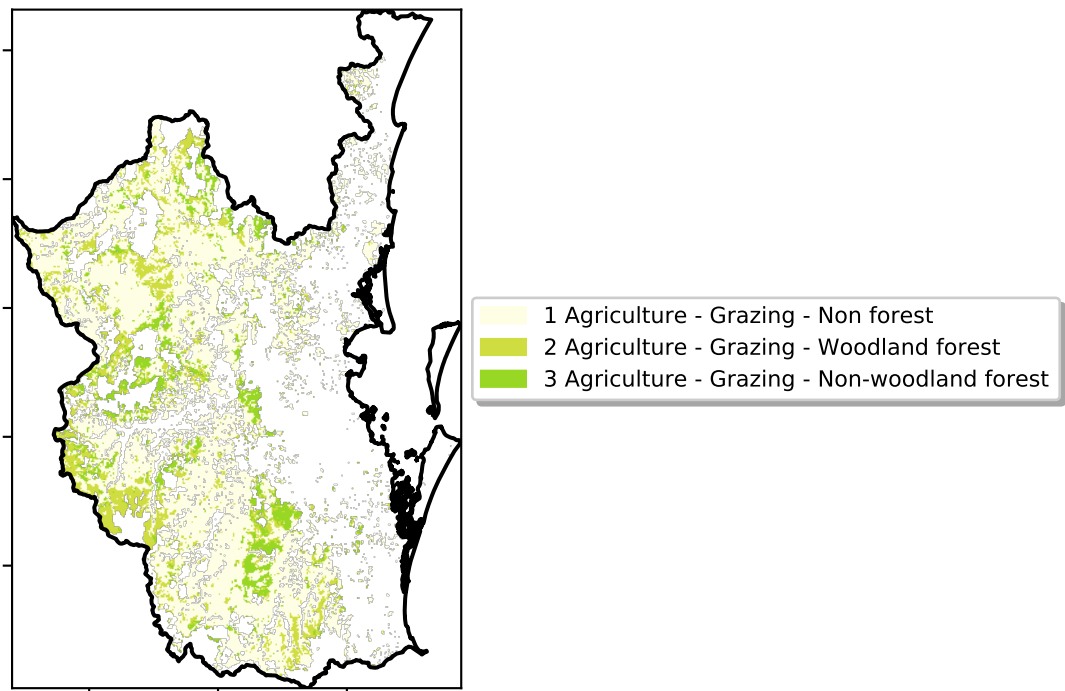 1 Agriculture - Grazing - Non forest
2 Agriculture - Grazing - Woodland forest
3 Agriculture - Grazing - Non-woodland forest